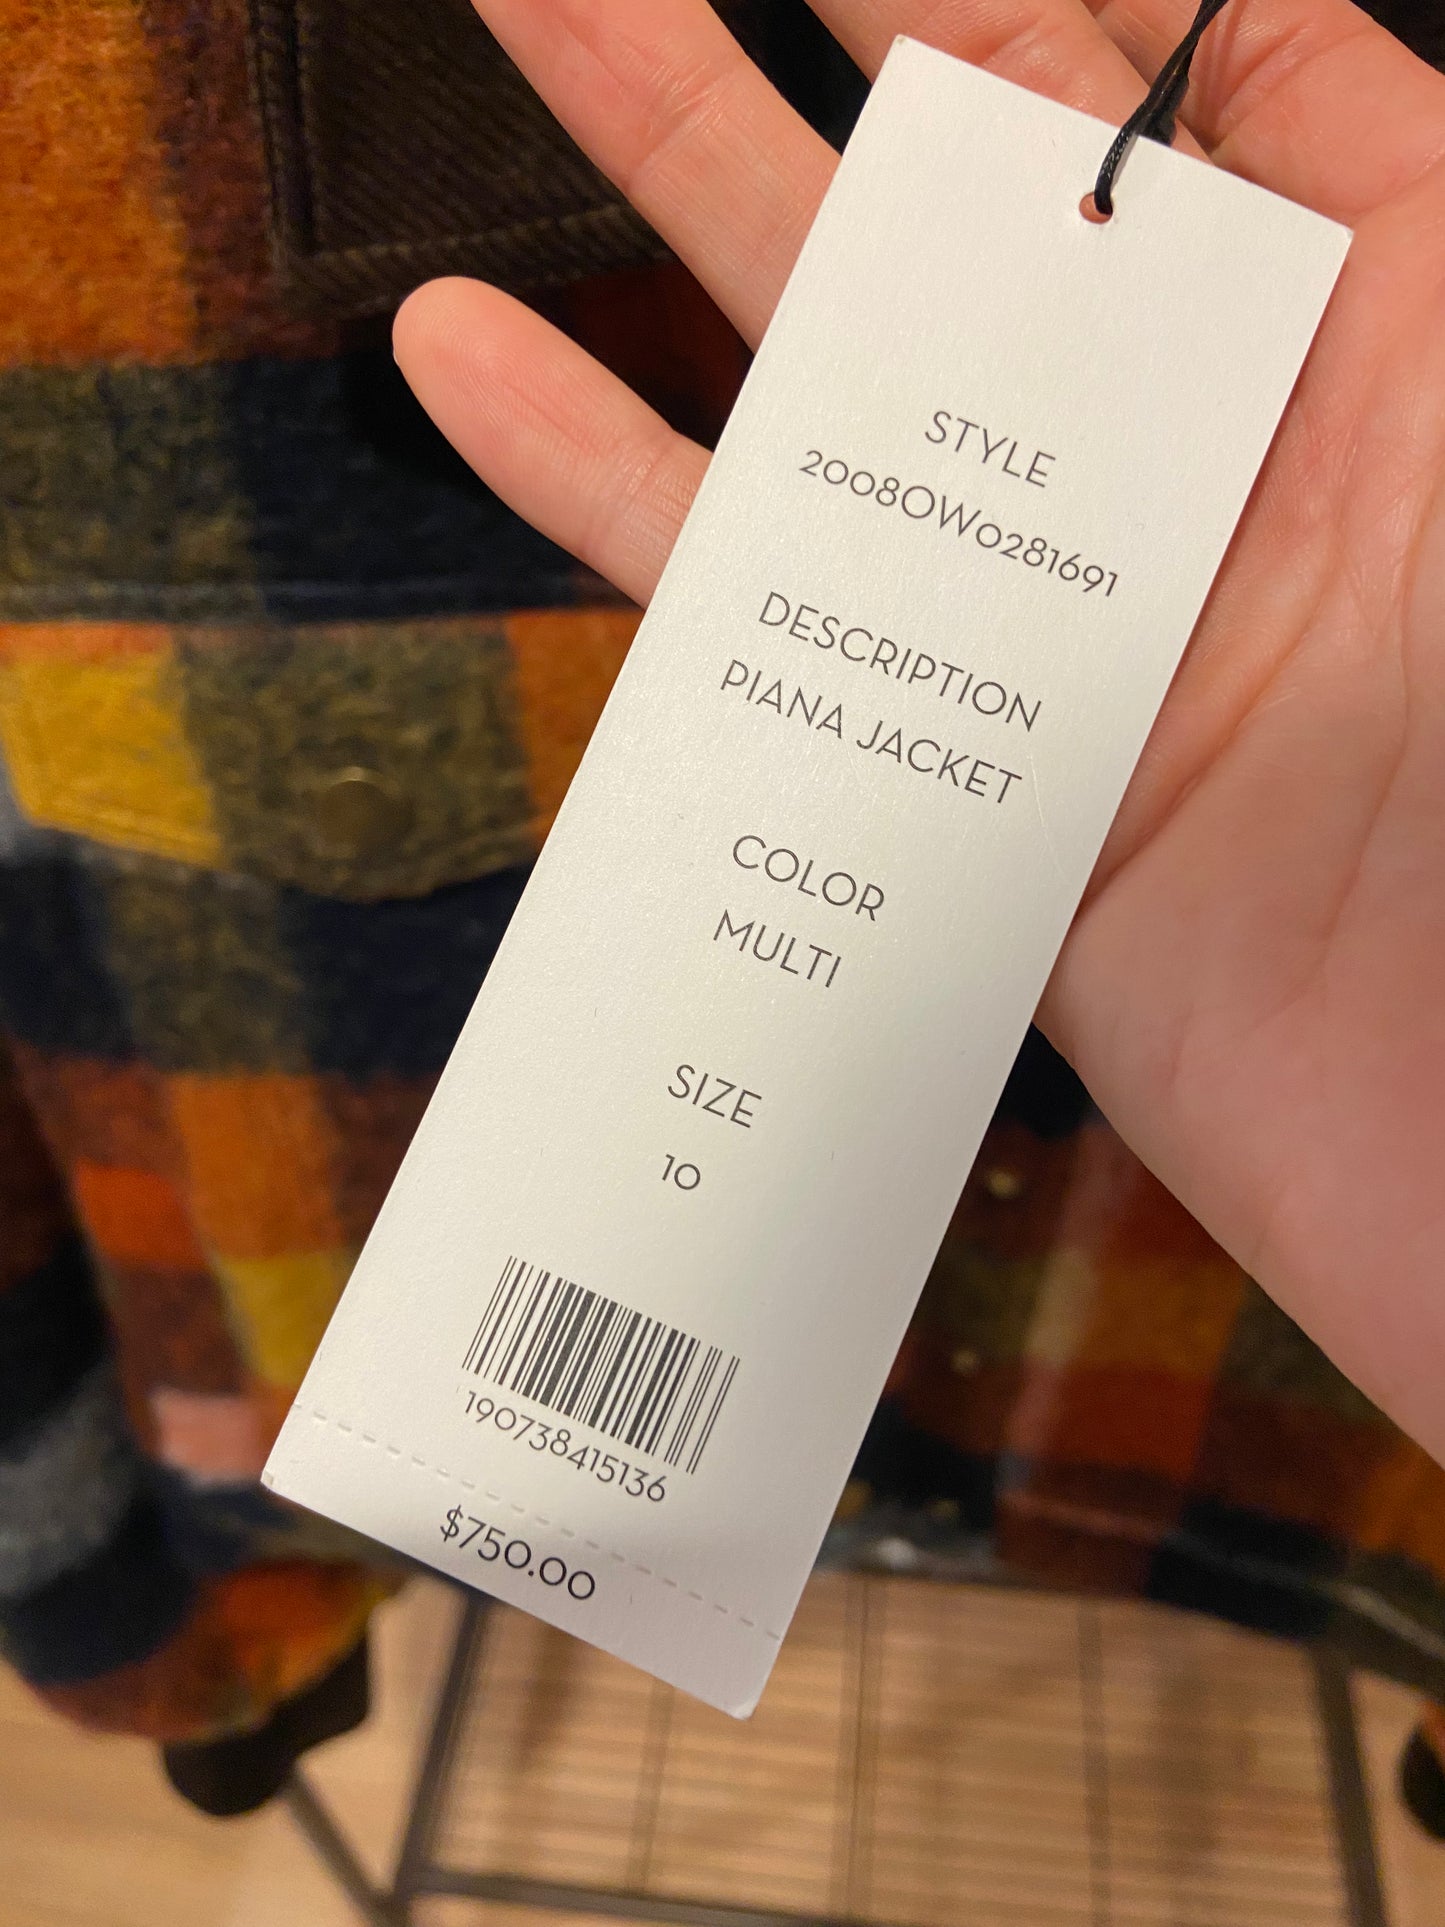 STYLE
2008OW0281691
DESCRIPTION
PIANA JACKET
COLOR
MULTI
SIZE
10
190738415136
$750.00